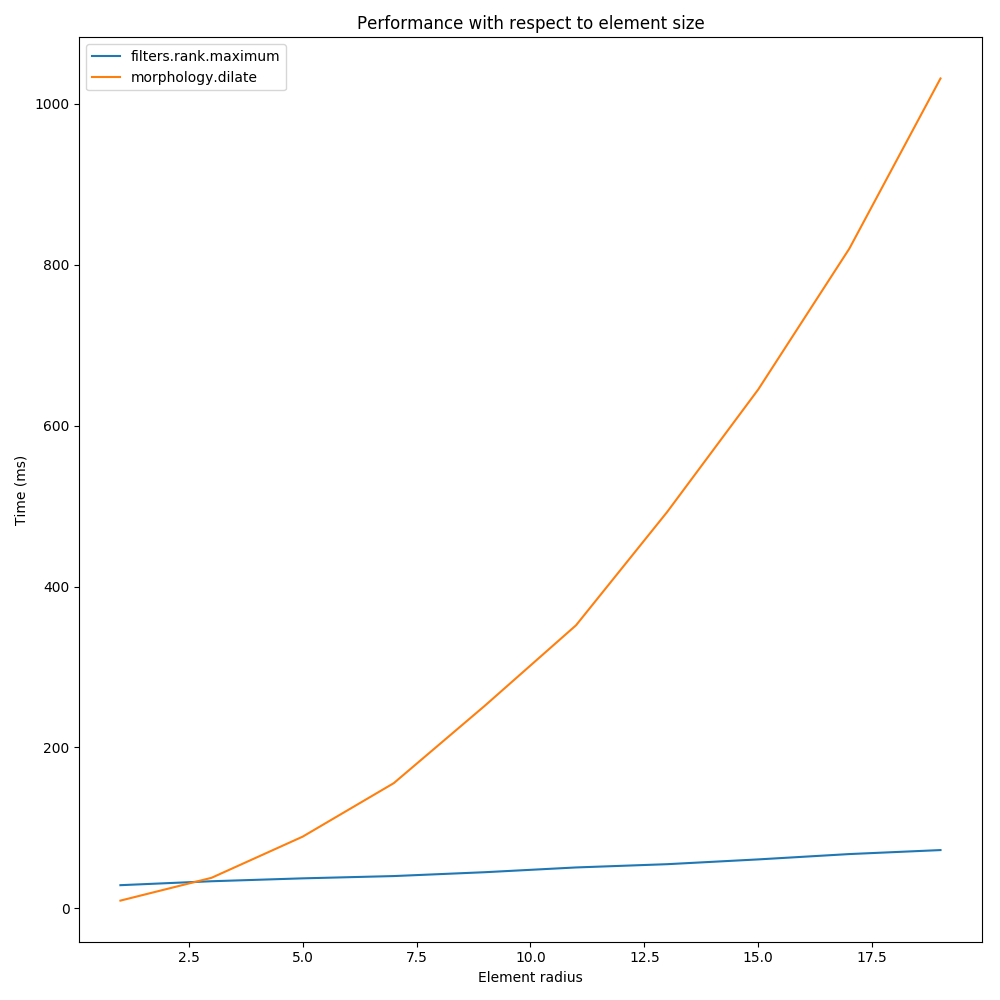 Performance with respect to element size
filters.rank.maximum
morphology.dilate
1000
800
600
400
200
0
Time (ms)
2.5 5.0 7.5 10.0 12.5 15.0 17.5
Element radius